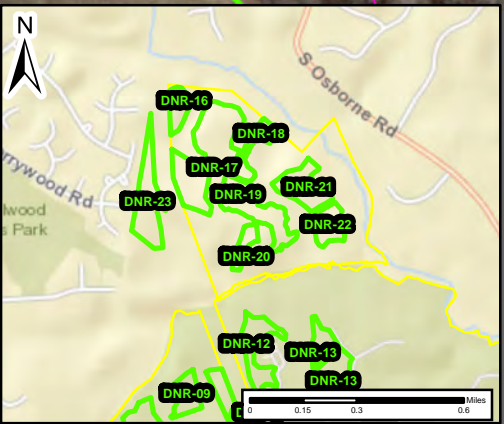 N
S Osborne Rd
DNR-16
DNR-18
rrywood Rd
DNR-17
DNR-21
DNR-19
DNR-23
lwood
s Park
DNR-22
DNR-20
DNR-12
DNR-13
DNR-13
DNR-09
Miles
0 0.15 0.3 0.6